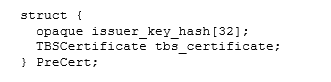 struct {
  opaque issuer_key_hash[32];
  TBSCertificate tbs_certificate;
} PreCert;